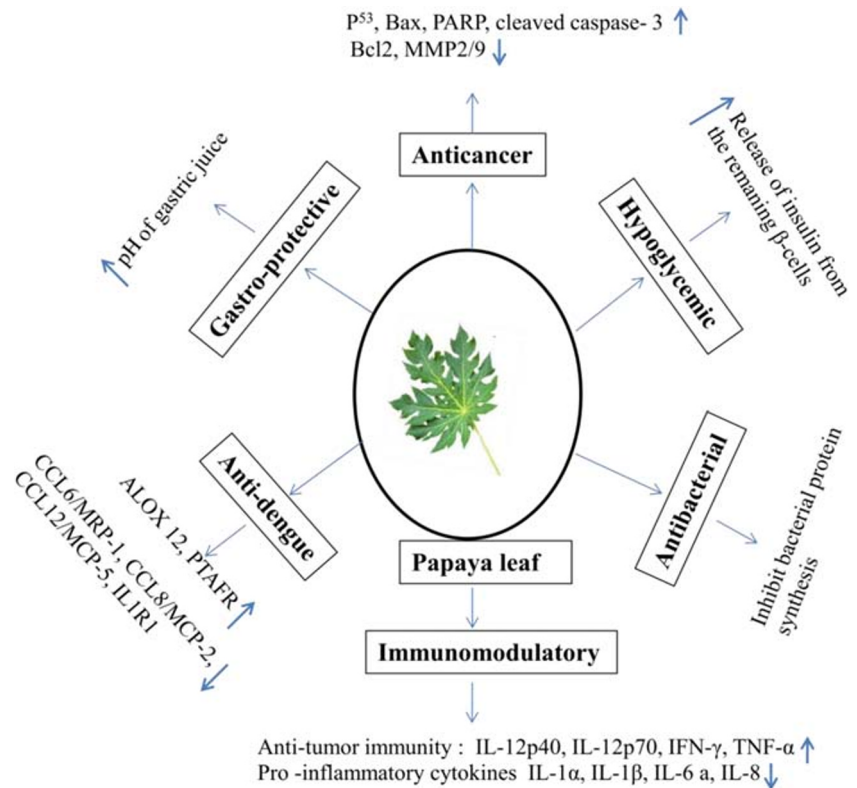 P⁵³, Bax, PARP, cleaved caspase- 3 ↑
Bcl2, MMP2/9 ↓
Anticancer
↑ Release of insulin from
the remaning β-cells
Hypoglycemic
Antibacterial
Inhibit bacterial protein
synthesis
Papaya leaf
Immunomodulatory
Anti-tumor immunity : IL-12p40, IL-12p70, IFN-γ, TNF-α ↑
Pro -inflammatory cytokines IL-1α, IL-1β, IL-6 a, IL-8 ↓
Anti-dengue
ALOX 12, PTAFR ↑
CCL6/MRP-1, CCL8/MCP-2,
CCL12/MCP-5, IL1R1 ↓
Gastro-protective
↑ pH of gastric juice